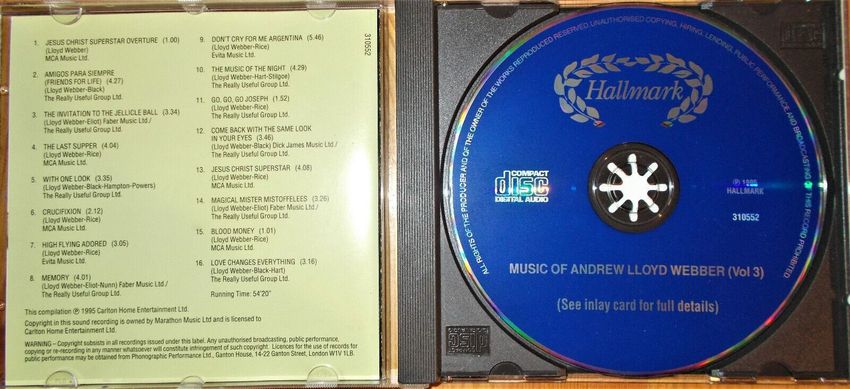 310552
1. JESUS CHRIST SUPERSTAR OVERTURE (1.00)
(Lloyd Webber)
MCA Music Ltd.
2. AMIGOS PARA SIEMPRE
(FRIENDS FOR LIFE) (4.27)
(Lloyd Webber-Black)
The Really Useful Group Ltd.
3. THE INVITATION TO THE JELLICLE BALL (3.34)
(Lloyd Webber-Eliot) Faber Music Ltd./
The Really Useful Group Ltd.
4. THE LAST SUPPER (4.04)
(Lloyd Webber-Rice)
MCA Music Ltd.
5. WITH ONE LOOK (3.35)
(Lloyd Webber-Black-Hampton-Powers)
The Really Useful Group Ltd.
6. CRUCIFIXION (2.12)
(Lloyd Webber-Rice)
MCA Music Ltd.
7. HIGH FLYING ADORED (3.05)
(Lloyd Webber-Rice)
Evita Music Ltd.
8. MEMORY (4.01)
(Lloyd Webber-Eliot-Nunn) Faber Music Ltd./
The Really Useful Group Ltd.
9. DON'T CRY FOR ME ARGENTINA (5.46)
(Lloyd Webber-Rice)
Evita Music Ltd.
10. THE MUSIC OF THE NIGHT (4.29)
(Lloyd Webber-Hart-Stilgoe)
The Really Useful Group Ltd.
11. GO, GO, GO JOSEPH (1.52)
(Lloyd Webber-Rice)
The Really Useful Group Ltd.
12. COME BACK WITH THE SAME LOOK
IN YOUR EYES (3.46)
(Lloyd Webber-Black) Dick James Music Ltd./
The Really Useful Group Ltd.
13. JESUS CHRIST SUPERSTAR (4.08)
(Lloyd Webber-Rice)
MCA Music Ltd.
14. MAGICAL MISTER MISTOFFELEES (3.26)
(Lloyd Webber-Eliot) Faber Music Ltd./
The Really Useful Group Ltd.
15. BLOOD MONEY (1.01)
(Lloyd Webber-Rice)
MCA Music Ltd.
16. LOVE CHANGES EVERYTHING (3.16)
(Lloyd Webber-Black-Hart)
The Really Useful Group Ltd.
Running Time: 54'20"
This compilation ℗ 1995 Carlton Home Entertainment Ltd.
Copyright in this sound recording is owned by Marathon Music Ltd and is licensed to
Carlton Home Entertainment Ltd.
WARNING – Copyright subsists in all recordings issued under this label. Any unauthorised broadcasting, public performance,
copying or re-recording in any manner whatsoever will constitute infringement of such copyright. Licences for the use of records for
public performance may be obtained from Phonographic Performance Ltd., Ganton House, 14-22 Ganton Street, London W1V 1LB.
ALL RIGHTS OF THE PRODUCER AND OF THE OWNER OF THE WORKS REPRODUCED RESERVED. UNAUTHORISED COPYING, HIRING, LENDING, PUBLIC PERFORMANCE AND BROADCASTING OF THIS RECORD PROHIBITED
Hallmark
COMPACT
disc
DIGITAL AUDIO
℗ 1995
HALLMARK
310552
MUSIC OF ANDREW LLOYD WEBBER (Vol 3)
(See inlay card for full details)